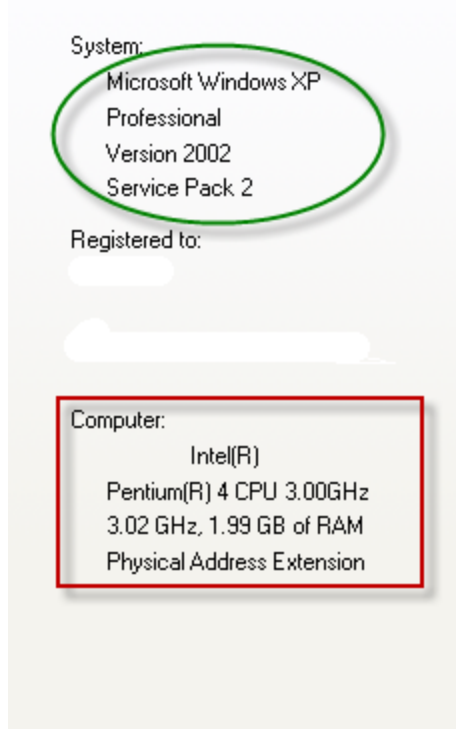 System:
Microsoft Windows XP
Professional
Version 2002
Service Pack 2
Registered to:
Computer:
Intel(R)
Pentium(R) 4 CPU 3.00GHz
3.02 GHz, 1.99 GB of RAM
Physical Address Extension